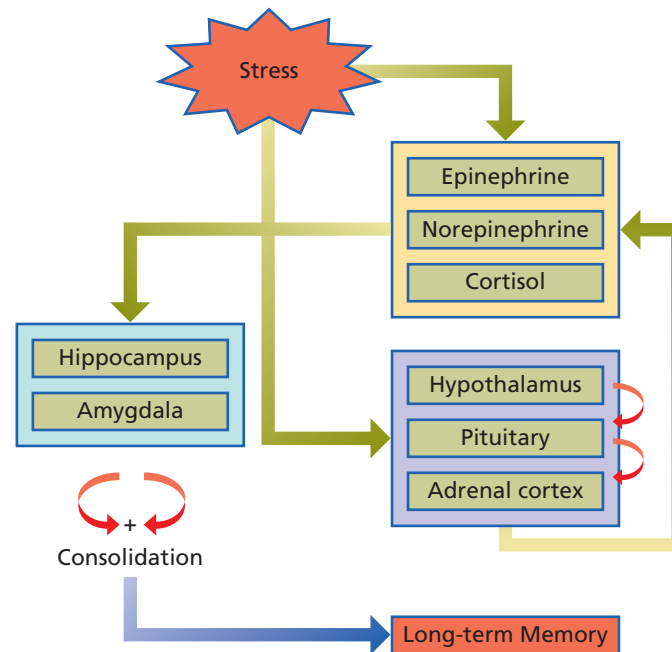 Stress
Epinephrine
Norepinephrine
Cortisol
Hippocampus
Amygdala
Hypothalamus
Pituitary
Adrenal cortex
+
Consolidation
Long-term Memory